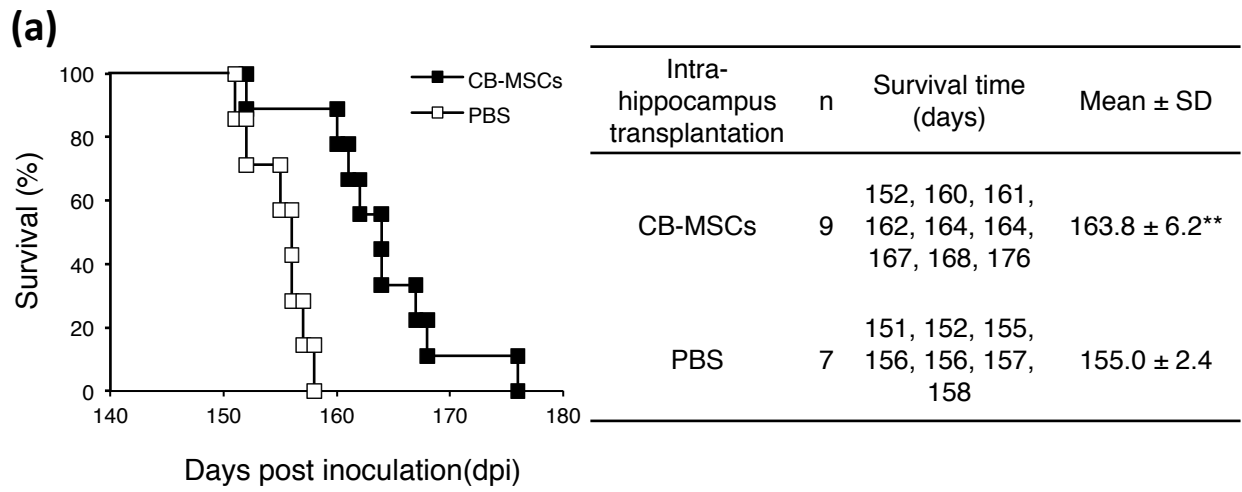 (a)
100
80
60
40
20
0
Survival (%)
140 150 160 170 180
Days post inoculation(dpi)
CB-MSCs
PBS
Intra-
hippocampus
transplantation
n
Survival time
(days)
Mean ± SD
CB-MSCs
9
152, 160, 161,
162, 164, 164,
167, 168, 176
163.8 ± 6.2**
PBS
7
151, 152, 155,
156, 156, 157,
158
155.0 ± 2.4